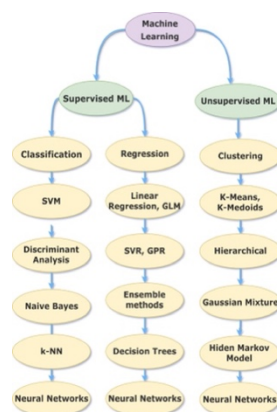 Machine
Learning
Supervised ML
Unsupervised ML
Classification
Regression
Clustering
SVM
Linear
Regression, GLM
K-Means,
K-Medoids
Discriminant
Analysis
SVR, GPR
Hierarchical
Naive Bayes
Ensemble
methods
Gaussian Mixture
k-NN
Decision Trees
Hiden Markov
Model
Neural Networks
Neural Networks
Neural Networks